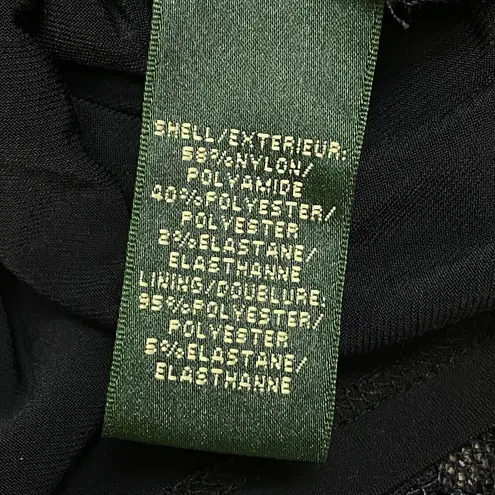 SHELL/EXTERIEUR:
58%NYLON/
POLYAMIDE
40%POLYESTER/
POLYESTER
2%ELASTANE/
ELASTHANNE
LINING/DOUBLURE:
95%POLYESTER/
POLYESTER
5%ELASTANE/
ELASTHANNE